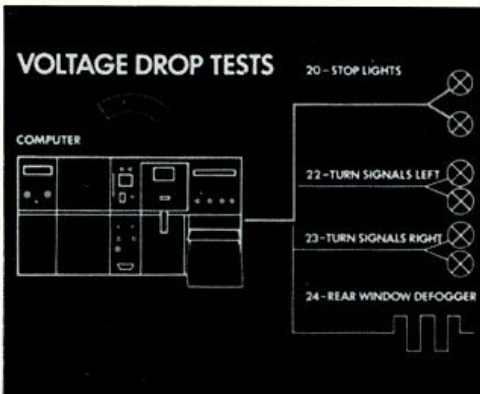 VOLTAGE DROP TESTS
20-STOP LIGHTS
COMPUTER
22-TURN SIGNALS LEFT
23-TURN SIGNALS RIGHT
24-REAR WINDOW DEFOGGER